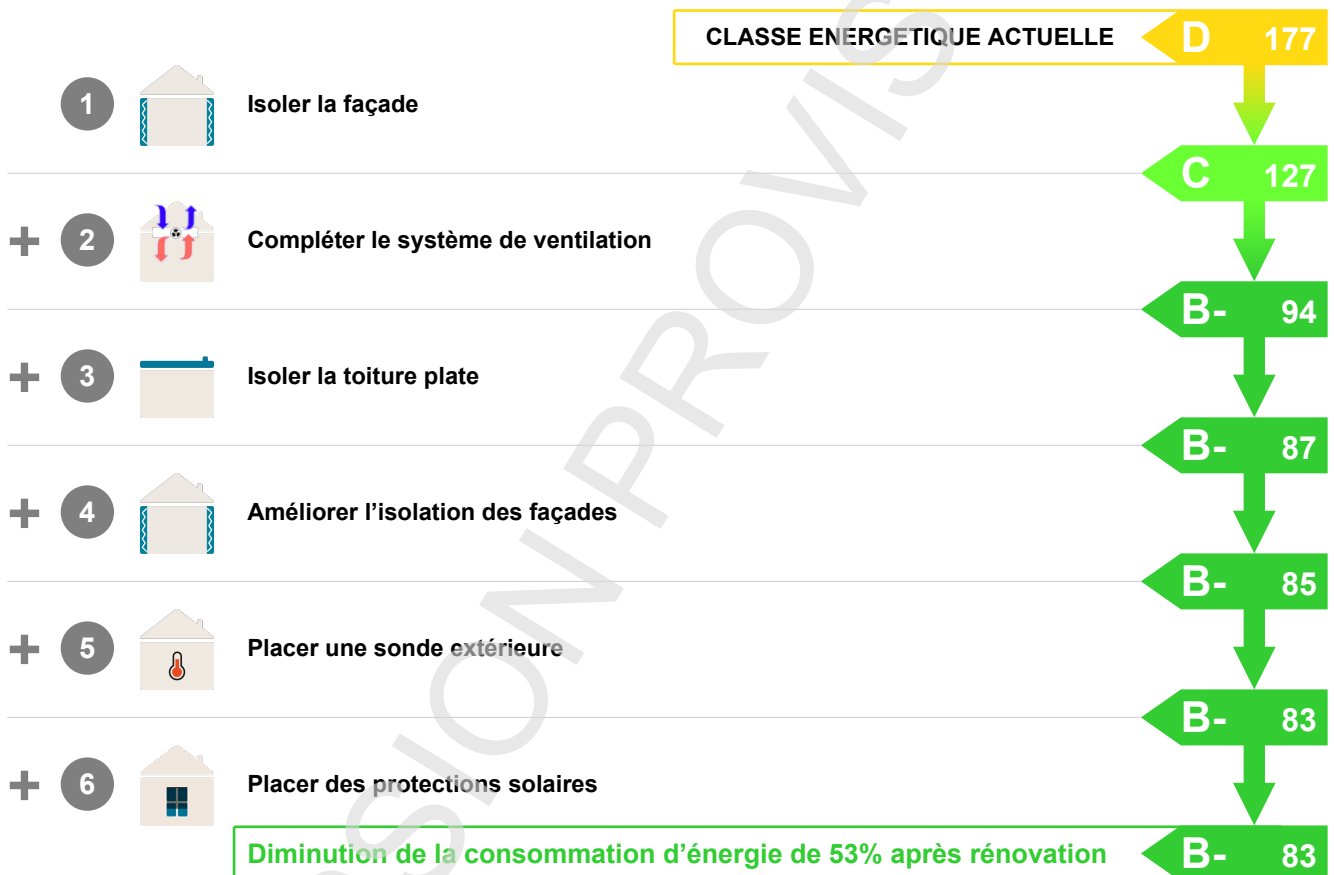 CLASSE ENERGETIQUE ACTUELLE D 177
1 Isoler la façade
C 127
+ 2 Compléter le système de ventilation
B- 94
+ 3 Isoler la toiture plate
B- 87
+ 4 Améliorer l’isolation des façades
B- 85
+ 5 Placer une sonde extérieure
B- 83
+ 6 Placer des protections solaires
Diminution de la consommation d’énergie de 53% après rénovation B- 83